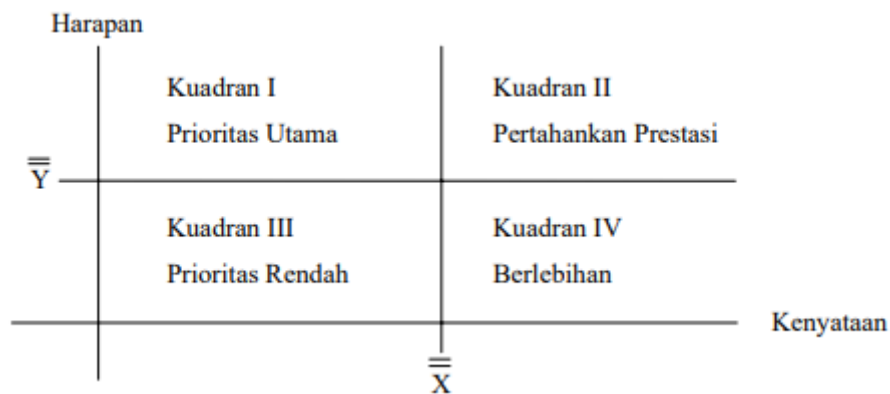 Harapan
Kuadran I
Prioritas Utama
Kuadran II
Pertahankan Prestasi
Y
Kuadran III
Prioritas Rendah
Kuadran IV
Berlebihan
Kenyataan
X